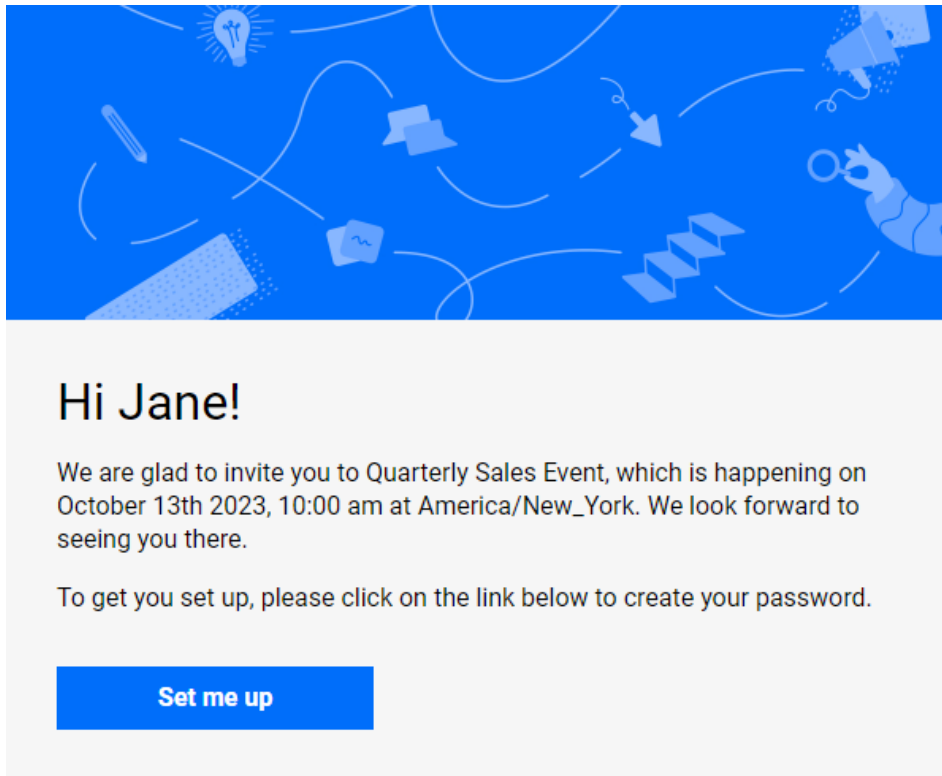 Hi Jane!
We are glad to invite you to Quarterly Sales Event, which is happening on
October 13th 2023, 10:00 am at America/New_York. We look forward to
seeing you there.
To get you set up, please click on the link below to create your password.
Set me up